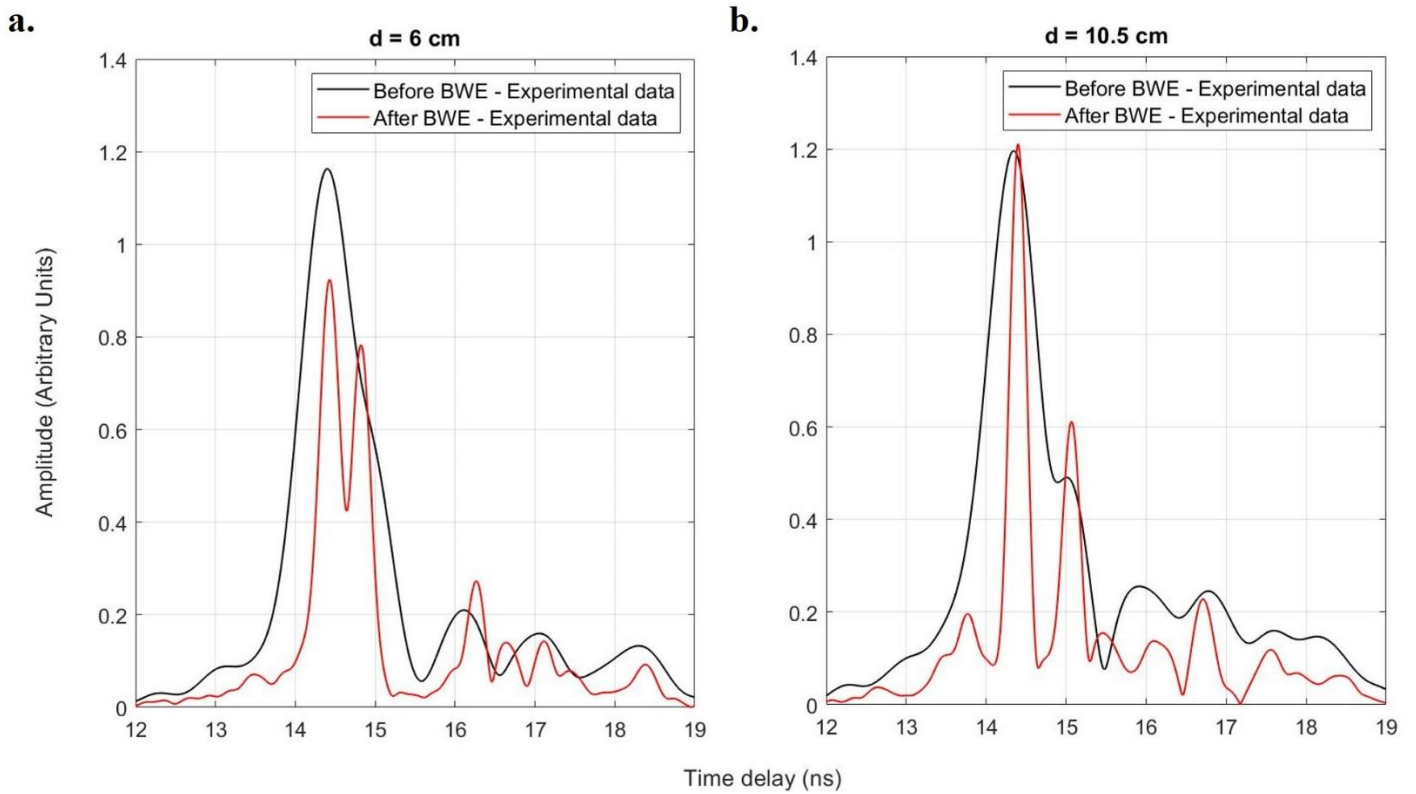 a.
d = 6 cm
Before BWE - Experimental data
After BWE - Experimental data
1.4
1.2
1
0.8
0.6
0.4
0.2
0
12 13 14 15 16 17 18 19
Amplitude (Arbitrary Units)
b.
d = 10.5 cm
Before BWE - Experimental data
After BWE - Experimental data
1.4
1.2
1
0.8
0.6
0.4
0.2
0
12 13 14 15 16 17 18 19
Time delay (ns)